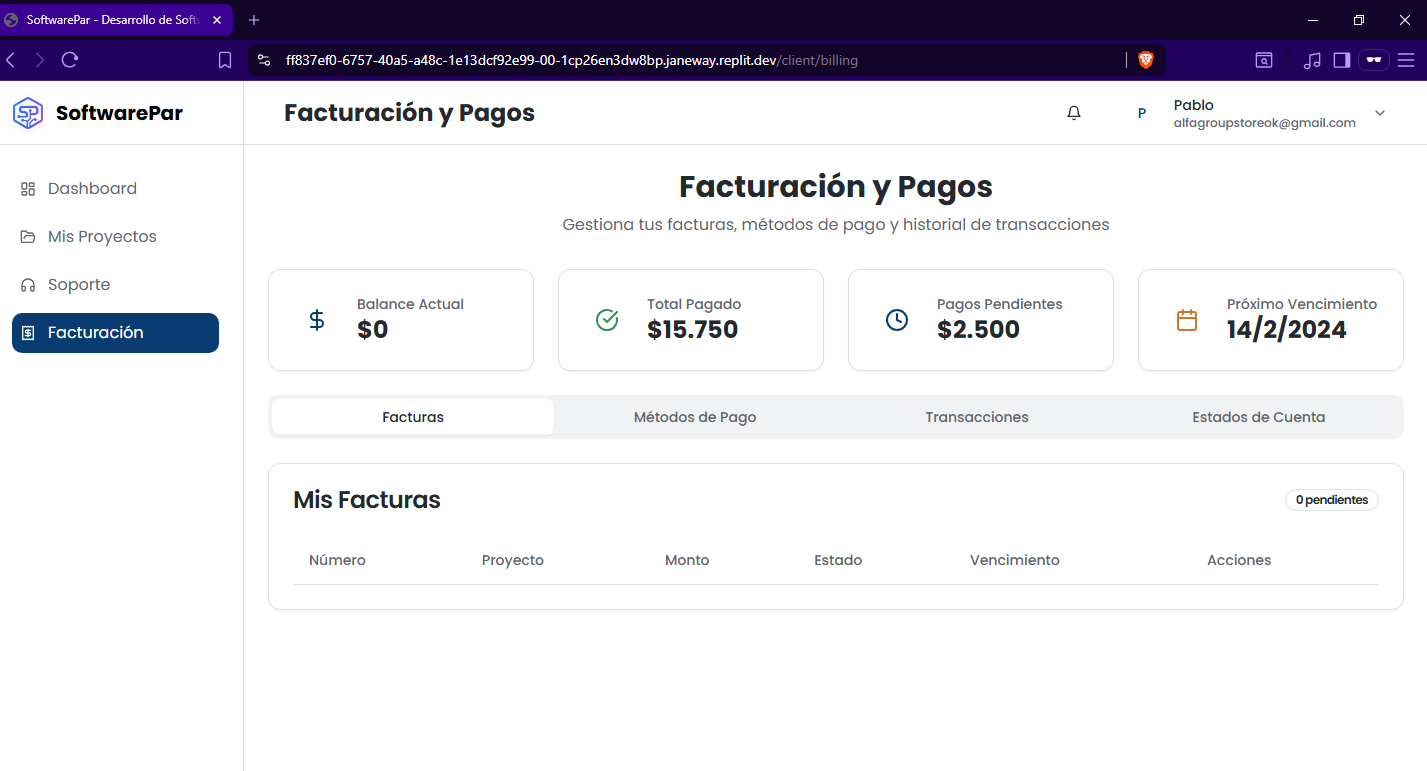 SoftwarePar - Desarrollo de Softw
ff837ef0-6757-40a5-a48c-1e13dcf92e99-00-1cp26en3dw8bp.janeway.replit.dev/client/billing
SP SoftwarePar
Facturación y Pagos
P
Pablo
alfagroupstoreok@gmail.com
Dashboard
Mis Proyectos
Soporte
Facturación
Facturación y Pagos
Gestiona tus facturas, métodos de pago y historial de transacciones
Balance Actual
$0
Total Pagado
$15.750
Pagos Pendientes
$2.500
Próximo Vencimiento
14/2/2024
Facturas Métodos de Pago Transacciones Estados de Cuenta
Mis Facturas
0 pendientes
Número Proyecto Monto Estado Vencimiento Acciones